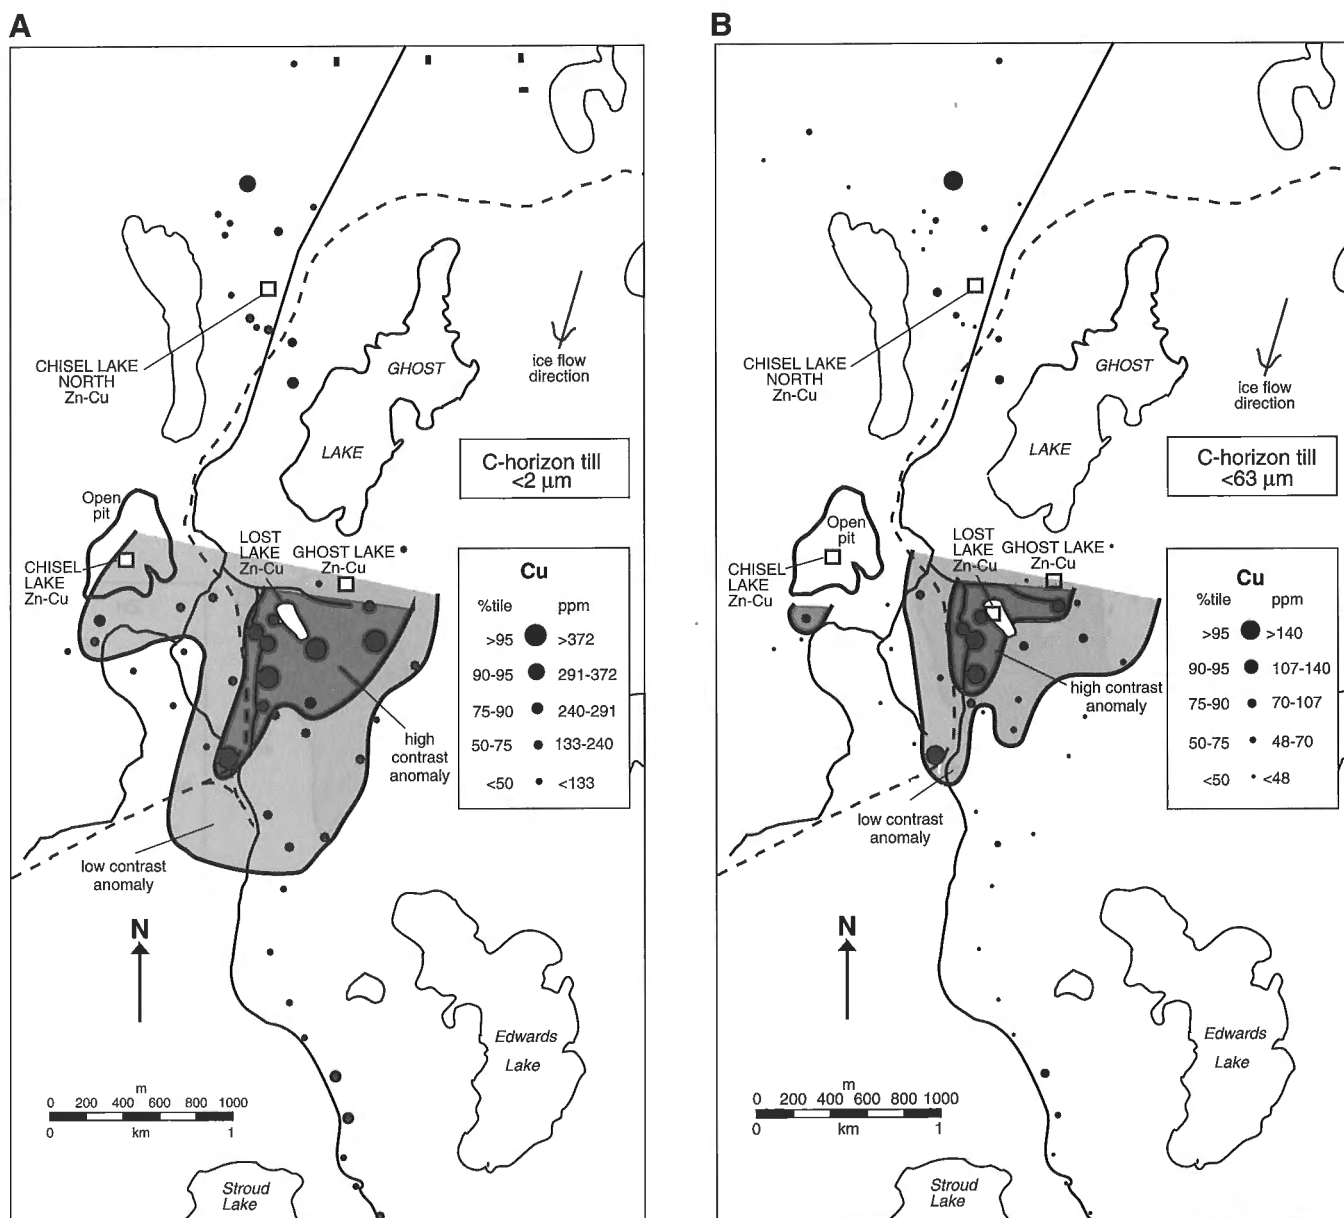 A
CHISEL LAKE
NORTH
Zn-Cu
GHOST
LAKE
ice flow
direction
C-horizon till
<2 µm
Open
pit
CHISEL
LAKE
Zn-Cu
LOST
LAKE
Zn-Cu
GHOST LAKE
Zn-Cu
Cu
%tile ppm
>95 >372
90-95 291-372
75-90 240-291
50-75 133-240
<50 <133
high
contrast
anomaly
low contrast
anomaly
N
m
0 200 400 600 800 1000
0 km 1
Edwards
Lake
Stroud
Lake
B
CHISEL LAKE
NORTH
Zn-Cu
GHOST
LAKE
ice flow
direction
C-horizon till
<63 µm
Open
pit
CHISEL
LAKE
Zn-Cu
LOST
LAKE
Zn-Cu
GHOST LAKE
Zn-Cu
Cu
%tile ppm
>95 >140
90-95 107-140
75-90 70-107
50-75 48-70
<50 <48
high contrast
anomaly
low contrast
anomaly
N
m
0 200 400 600 800 1000
0 km 1
Edwards
Lake
Stroud
Lake